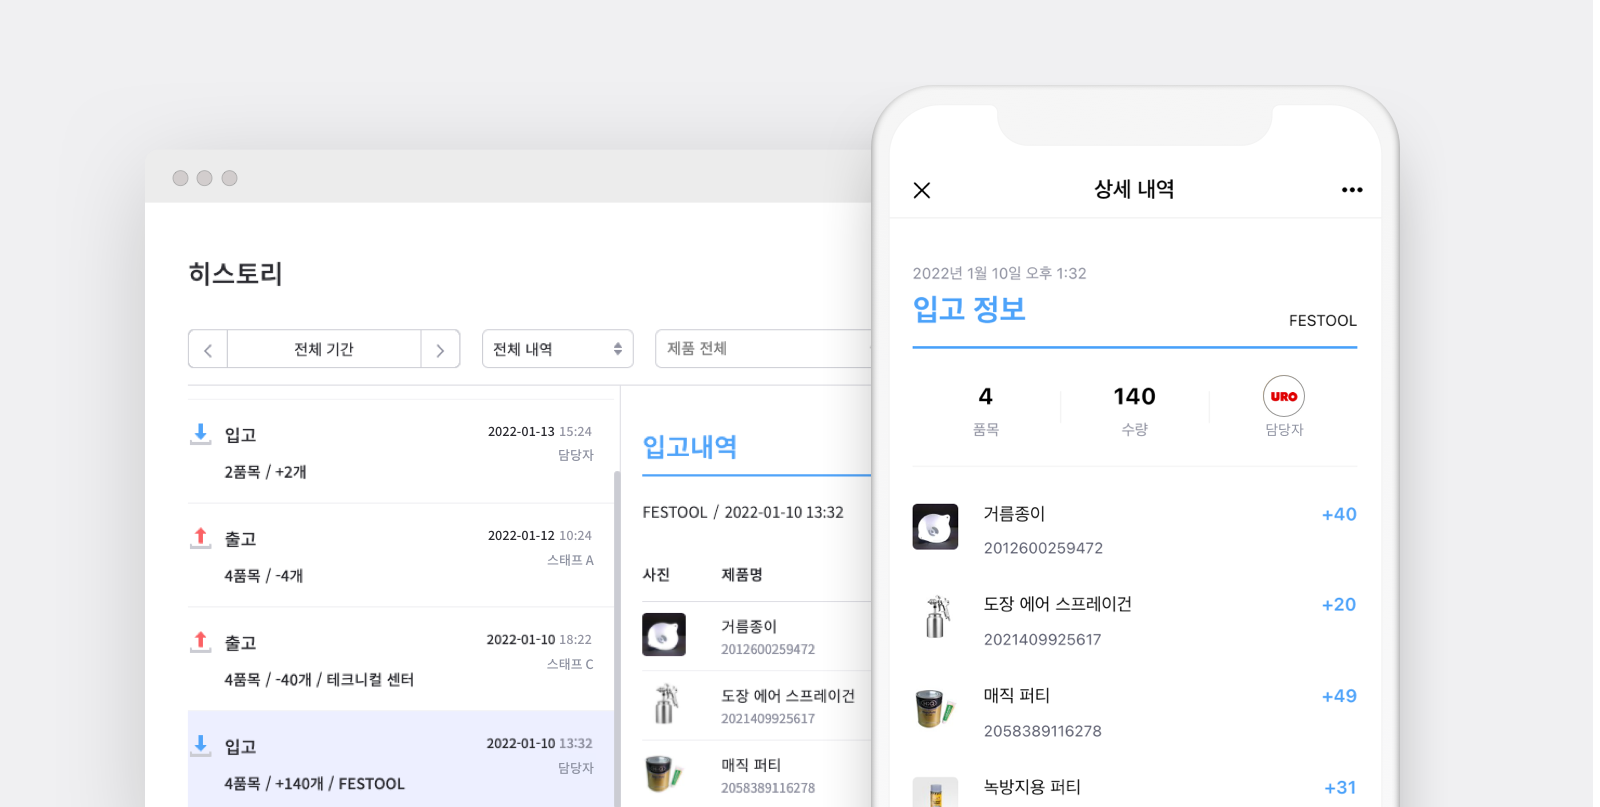 히스토리
전체 기간
전체 내역
제품 전체
입고
2022-01-13 15:24
담당자
2품목 / +2개
출고
2022-01-12 10:24
스태프 A
4품목 / -4개
출고
2022-01-10 18:22
스태프 C
4품목 / -40개 / 테크니컬 센터
입고
2022-01-10 13:32
담당자
4품목 / +140개 / FESTOOL
입고내역
FESTOOL / 2022-01-10 13:32
사진 제품명
거름종이
2012600259472
도장 에어 스프레이건
2021409925617
매직 퍼티
2058389116278
상세 내역
2022년 1월 10일 오후 1:32
입고 정보
FESTOOL
4 140 URO
품목 수량 담당자
거름종이 +40
2012600259472
도장 에어 스프레이건 +20
2021409925617
매직 퍼티 +49
2058389116278
녹방지용 퍼티 +31